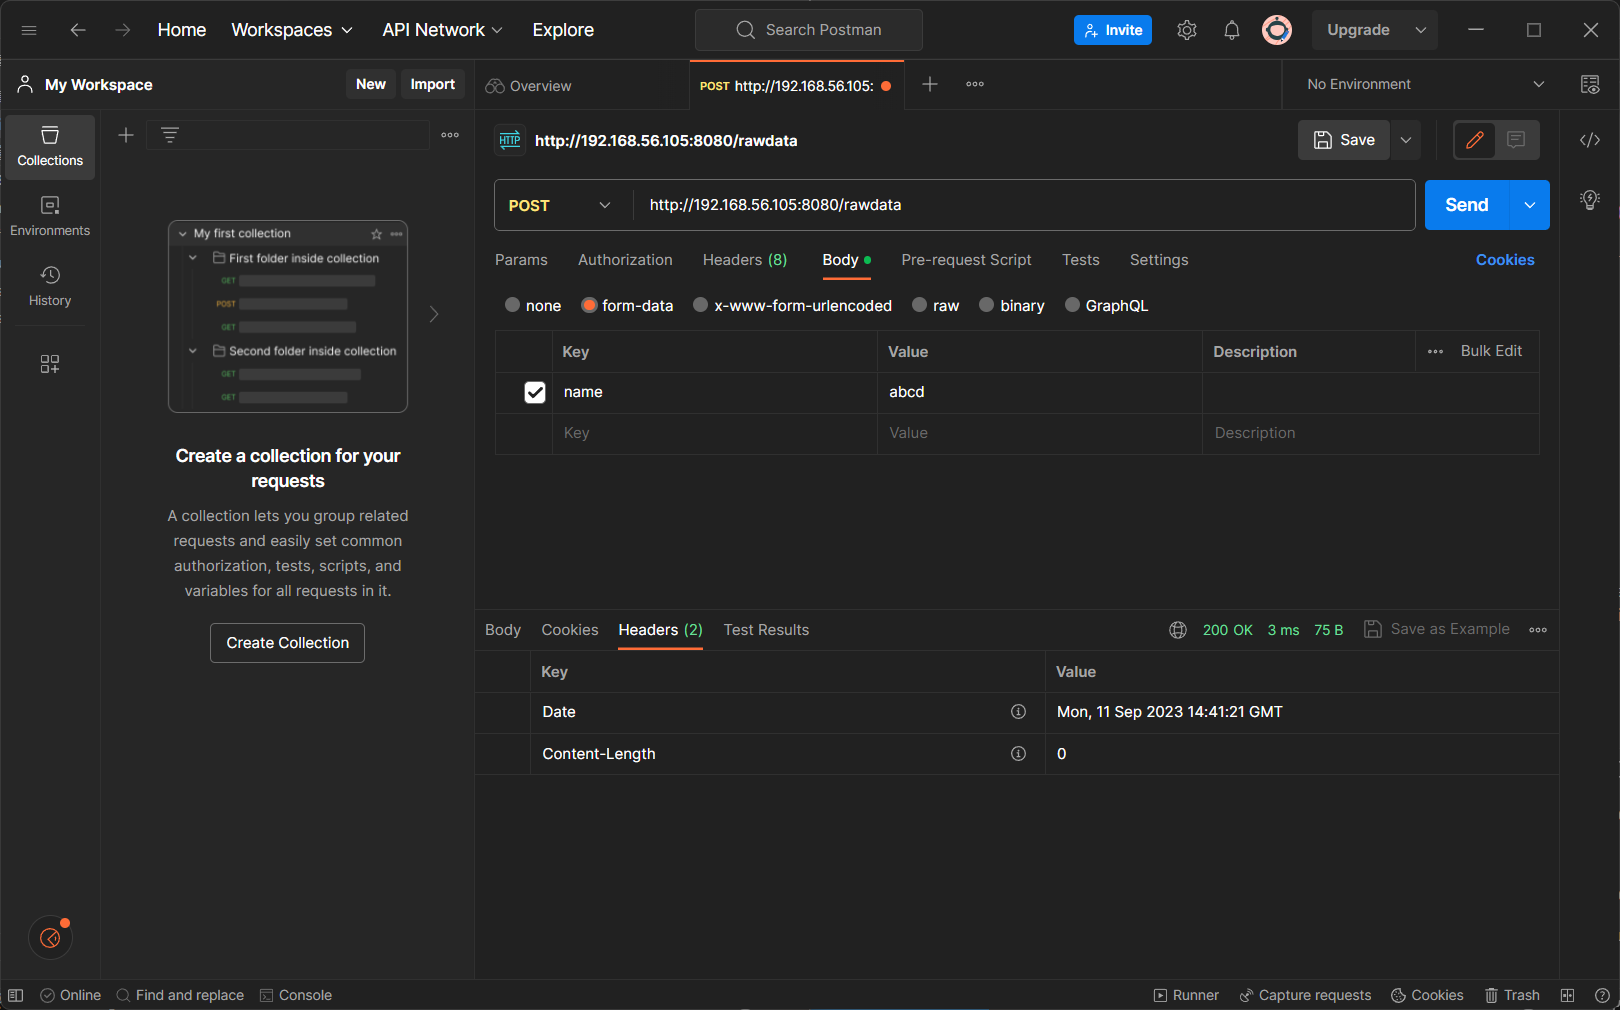 Home Workspaces API Network Explore Search Postman Invite Upgrade
My Workspace New Import Overview POST http://192.168.56.105: No Environment
Collections
Environments
History
My first collection
First folder inside collection
GET
POST
GET
Second folder inside collection
GET
GET
Create a collection for your
requests
A collection lets you group related
requests and easily set common
authorization, tests, scripts, and
variables for all requests in it.
Create Collection
HTTP http://192.168.56.105:8080/rawdata Save
POST http://192.168.56.105:8080/rawdata Send
Params Authorization Headers (8) Body Pre-request Script Tests Settings Cookies
none form-data x-www-form-urlencoded raw binary GraphQL
Key Value Description Bulk Edit
name abcd
Key Value Description
Body Cookies Headers (2) Test Results 200 OK 3 ms 75 B Save as Example
Key Value
Date Mon, 11 Sep 2023 14:41:21 GMT
Content-Length 0
Online Find and replace Console Runner Capture requests Cookies Trash